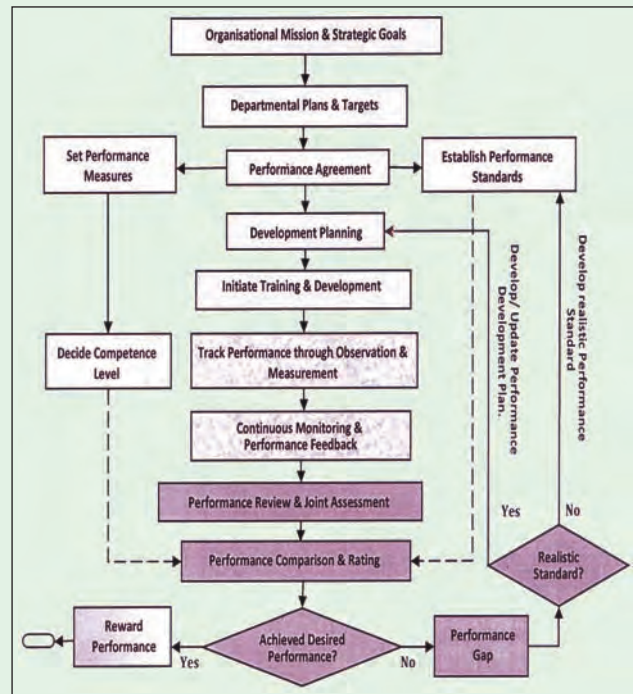 Organisational Mission & Strategic Goals
Departmental Plans & Targets
Set Performance
Measures
Performance Agreement
Establish Performance
Standards
Development Planning
Initiate Training & Development
Decide Competence
Level
Track Performance through Observation &
Measurement
Continuous Monitoring &
Performance Feedback
Performance Review & Joint Assessment
Performance Comparison & Rating
Develop/ Update Performance
Development Plan.
Develop realistic Performance
Standard
Yes
No
Realistic
Standard?
Reward
Performance
Yes
Achieved Desired
Performance?
No
Performance
Gap